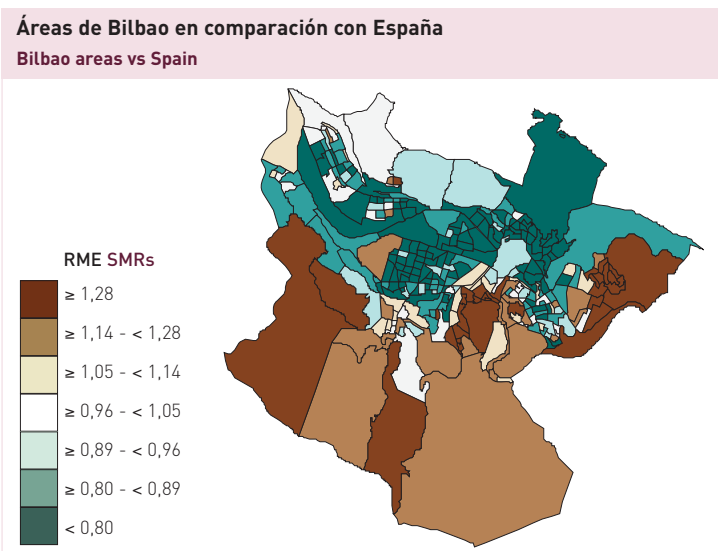 Áreas de Bilbao en comparación con España
Bilbao areas vs Spain
RME SMRs
≥ 1,28
≥ 1,14 - < 1,28
≥ 1,05 - < 1,14
≥ 0,96 - < 1,05
≥ 0,89 - < 0,96
≥ 0,80 - < 0,89
< 0,80